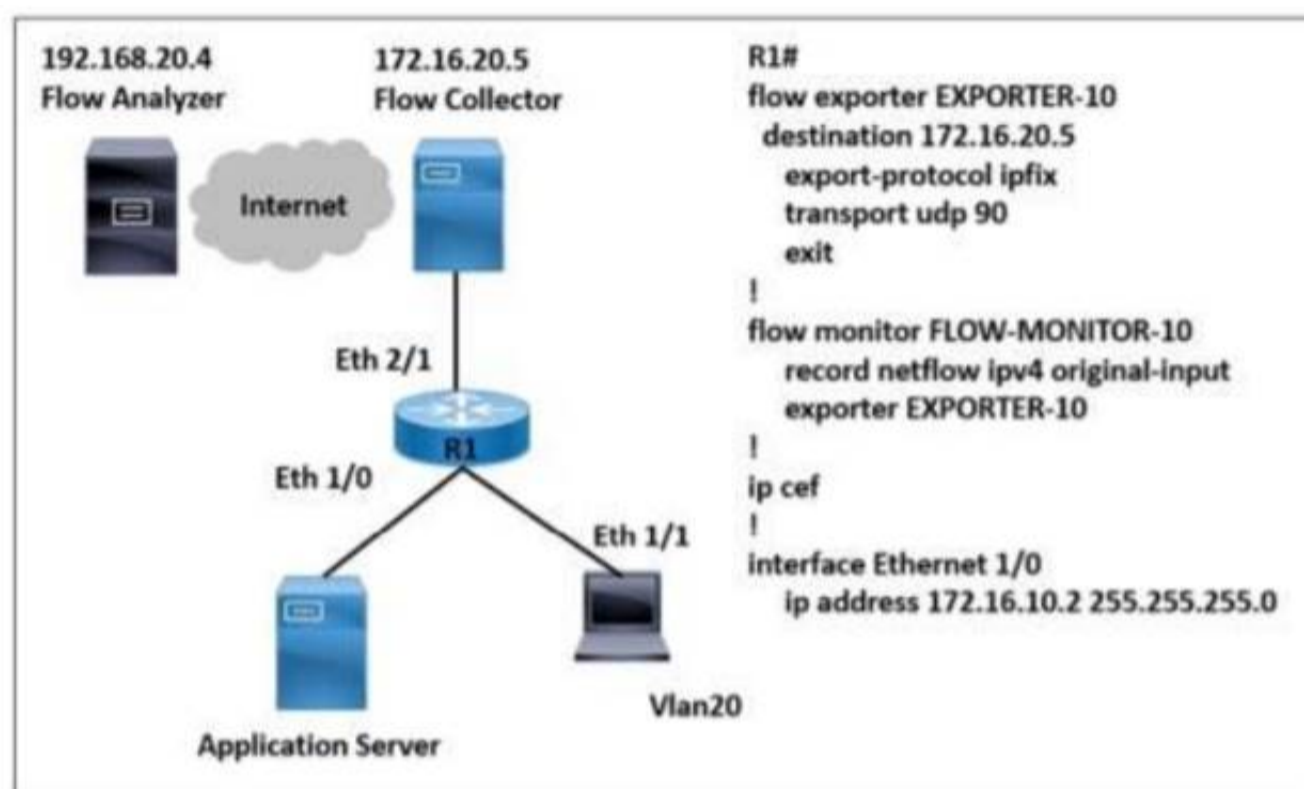 192.168.20.4
Flow Analyzer
172.16.20.5
Flow Collector
Internet
Eth 2/1
R1
Eth 1/0
Eth 1/1
Application Server
Vlan20
R1#
flow exporter EXPORTER-10
destination 172.16.20.5
export-protocol ipfix
transport udp 90
exit
!
flow monitor FLOW-MONITOR-10
record netflow ipv4 original-input
exporter EXPORTER-10
!
ip cef
!
interface Ethernet 1/0
ip address 172.16.10.2 255.255.255.0